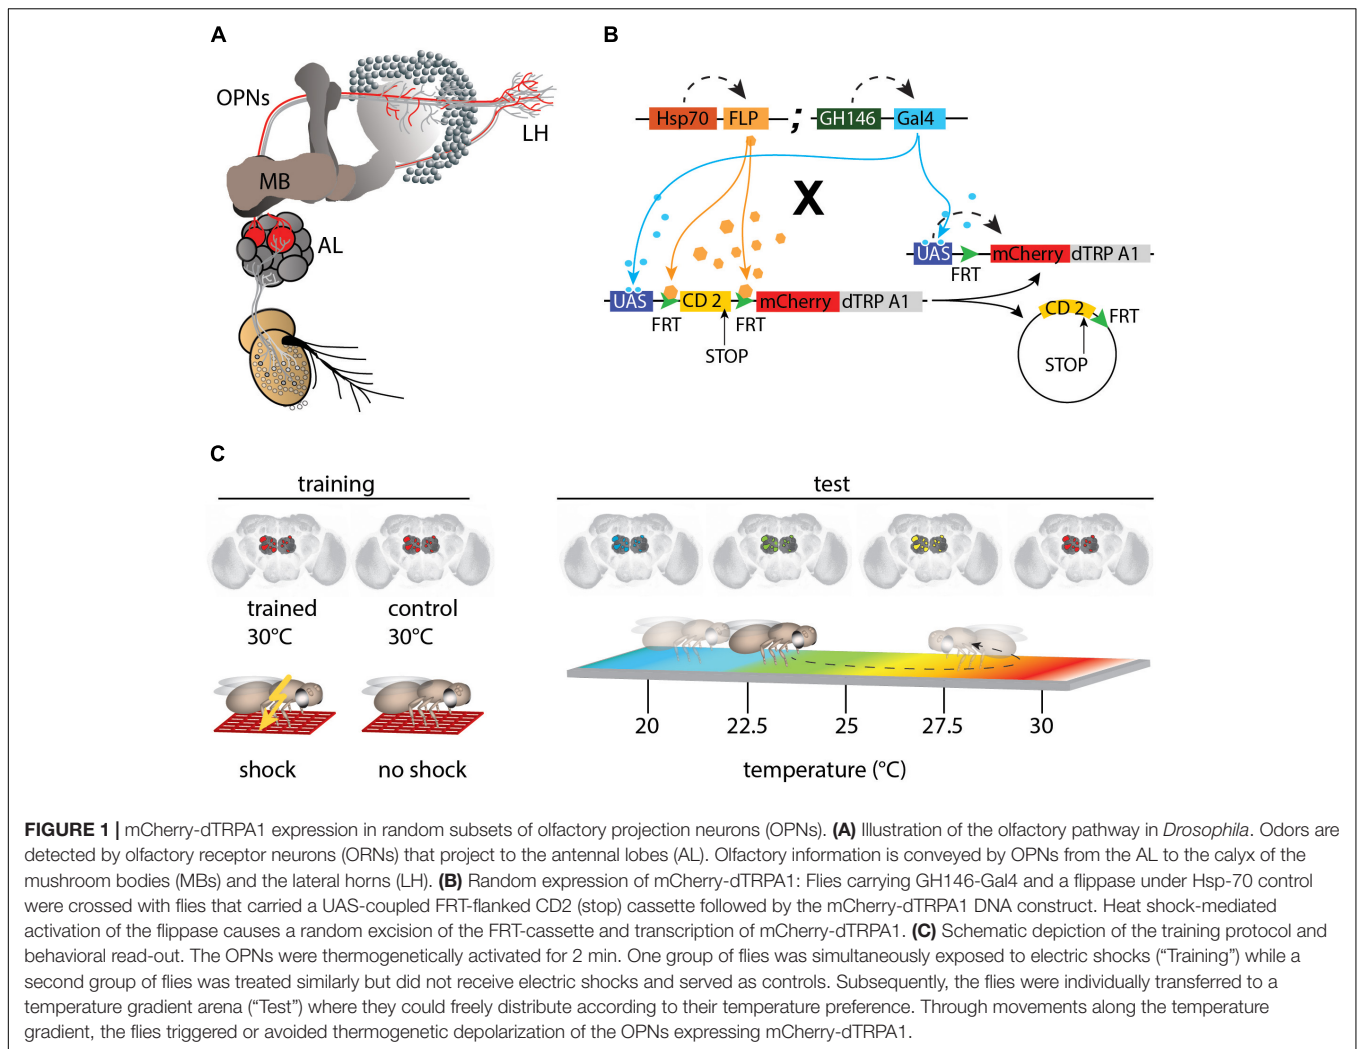 A
OPNs
LH
MB
AL
B
Hsp70 FLP ; GH146 Gal4
X
UAS mCherry dTRP A1
FRT
UAS CD 2 mCherry dTRP A1
FRT FRT
STOP
CD 2 FRT
STOP
C
training
trained control
30°C 30°C
shock no shock
test
20 22.5 25 27.5 30
temperature (°C)
FIGURE 1 | mCherry-dTRPA1 expression in random subsets of olfactory projection neurons (OPNs). (A) Illustration of the olfactory pathway in Drosophila. Odors are
detected by olfactory receptor neurons (ORNs) that project to the antennal lobes (AL). Olfactory information is conveyed by OPNs from the AL to the calyx of the
mushroom bodies (MBs) and the lateral horns (LH). (B) Random expression of mCherry-dTRPA1: Flies carrying GH146-Gal4 and a flippase under Hsp-70 control
were crossed with flies that carried a UAS-coupled FRT-flanked CD2 (stop) cassette followed by the mCherry-dTRPA1 DNA construct. Heat shock-mediated
activation of the flippase causes a random excision of the FRT-cassette and transcription of mCherry-dTRPA1. (C) Schematic depiction of the training protocol and
behavioral read-out. The OPNs were thermogenetically activated for 2 min. One group of flies was simultaneously exposed to electric shocks (“Training”) while a
second group of flies was treated similarly but did not receive electric shocks and served as controls. Subsequently, the flies were individually transferred to a
temperature gradient arena (“Test”) where they could freely distribute according to their temperature preference. Through movements along the temperature
gradient, the flies triggered or avoided thermogenetic depolarization of the OPNs expressing mCherry-dTRPA1.